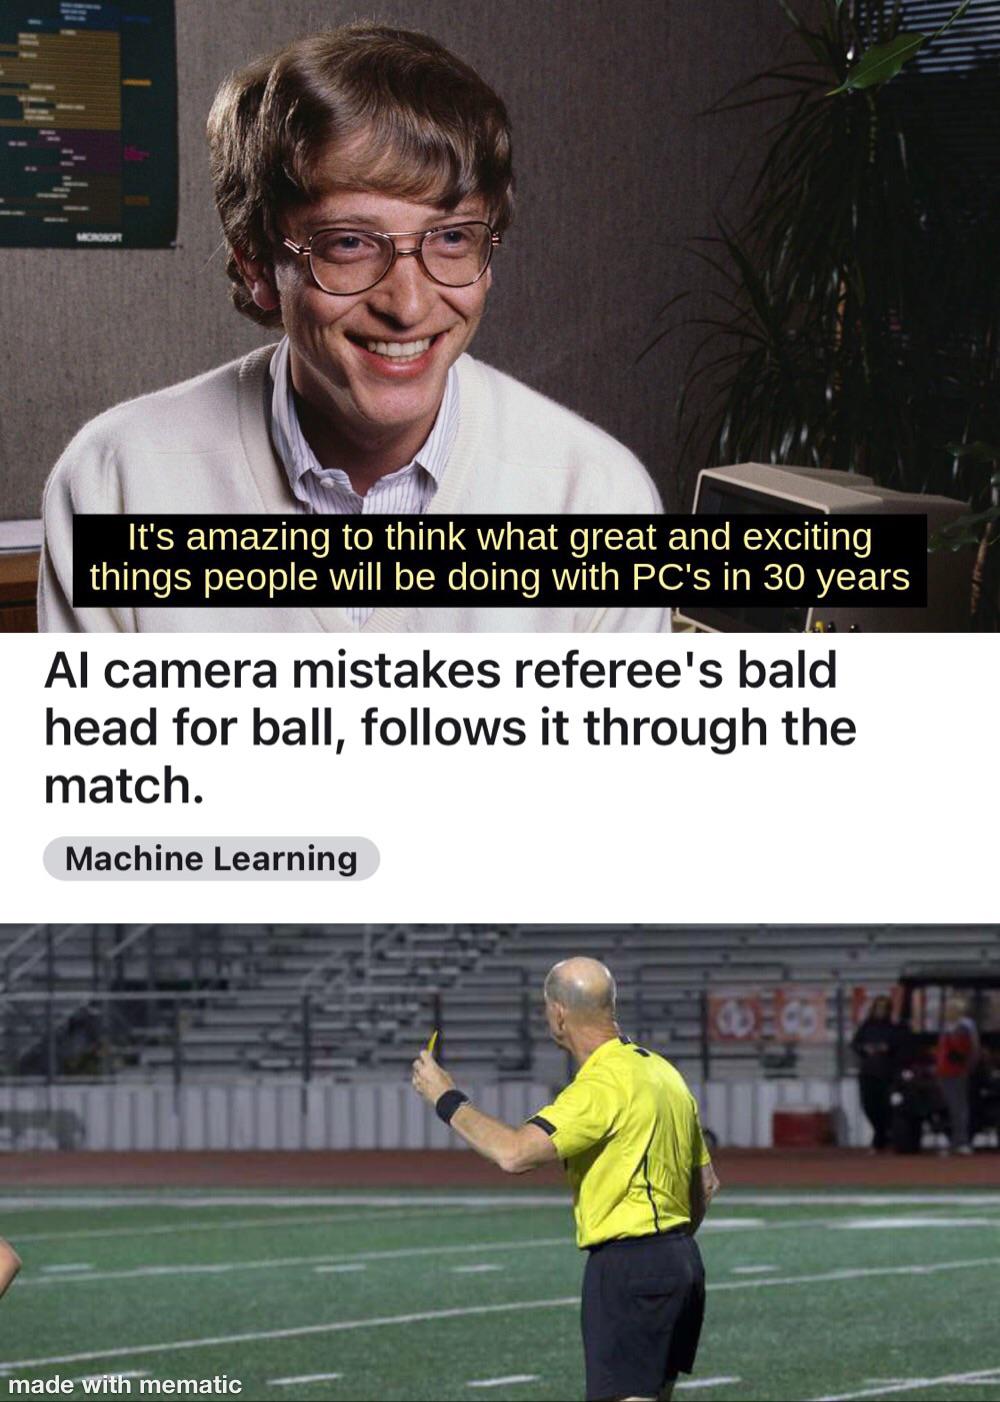 MICROSOFT
It's amazing to think what great and exciting
things people will be doing with PC's in 30 years
AI camera mistakes referee's bald
head for ball, follows it through the
match.
Machine Learning
made with mematic